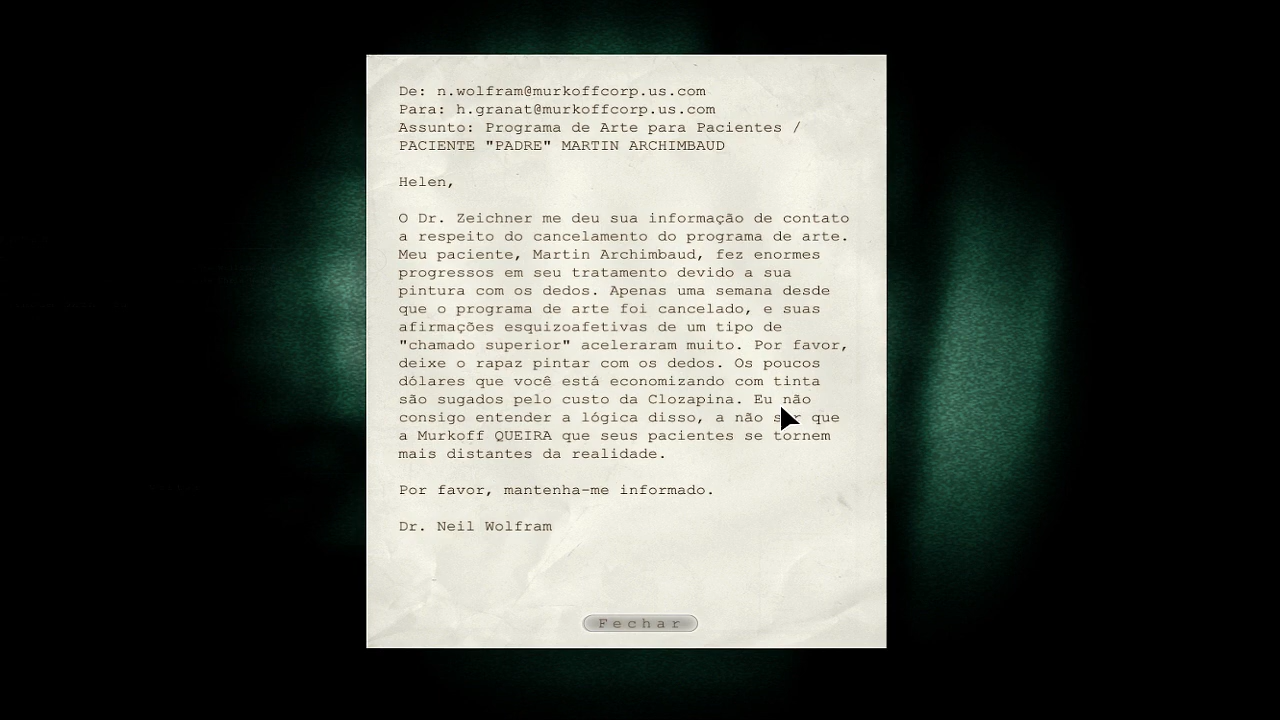 De: n.wolfram@murkoffcorp.us.com
Para: h.granat@murkoffcorp.us.com
Assunto: Programa de Arte para Pacientes /
PACIENTE "PADRE" MARTIN ARCHIMBAUD
Helen,
O Dr. Zeichner me deu sua informação de contato
a respeito do cancelamento do programa de arte.
Meu paciente, Martin Archimbaud, fez enormes
progressos em seu tratamento devido a sua
pintura com os dedos. Apenas uma semana desde
que o programa de arte foi cancelado, e suas
afirmações esquizoafetivas de um tipo de
"chamado superior" aceleraram muito. Por favor,
deixe o rapaz pintar com os dedos. Os poucos
dólares que você está economizando com tinta
são sugados pelo custo da Clozapina. Eu não
consigo entender a lógica disso, a não ser que
a Murkoff QUEIRA que seus pacientes se tornem
mais distantes da realidade.
Por favor, mantenha-me informado.
Dr. Neil Wolfram
Fechar